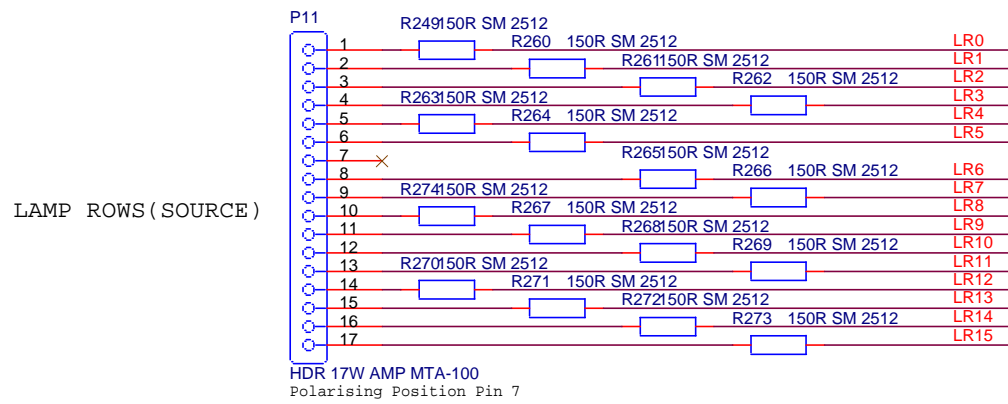 P11
R249150R SM 2512
1 R260 150R SM 2512 LR0
2 R261150R SM 2512 LR1
3 R262 150R SM 2512 LR2
4 R263150R SM 2512 LR3
5 R264 150R SM 2512 LR4
6 LR5
7 R265150R SM 2512
8 R266 150R SM 2512 LR6
9 R274150R SM 2512 LR7
LAMP ROWS(SOURCE) 10 R267 150R SM 2512 LR8
11 R268150R SM 2512 LR9
12 R269 150R SM 2512 LR10
13 R270150R SM 2512 LR11
14 R271 150R SM 2512 LR12
15 R272150R SM 2512 LR13
16 R273 150R SM 2512 LR14
17 LR15
HDR 17W AMP MTA-100
Polarising Position Pin 7